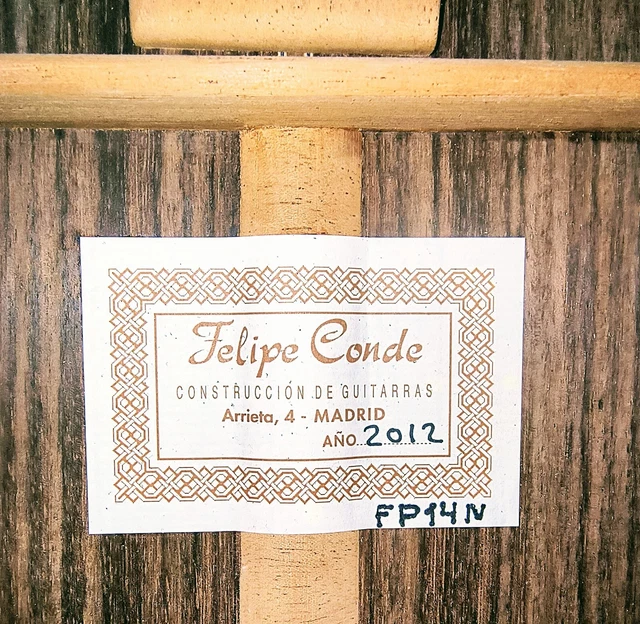 Felipe Conde
CONSTRUCCIÓN DE GUITARRAS
Arrieta, 4 - MADRID
AÑO 2012
FP14N